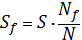 S_f = S · N_f / N